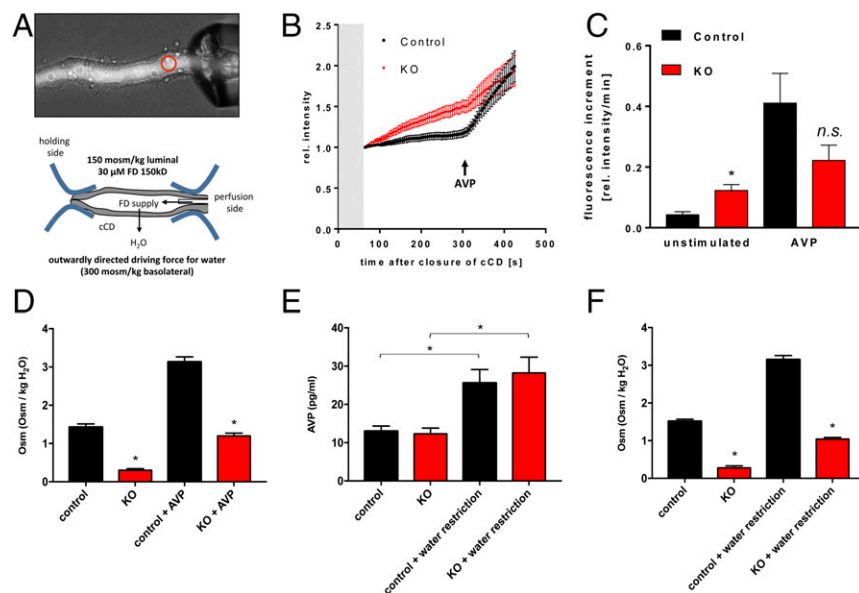 A
holding
side
150 mosm/kg luminal
30 µM FD 150kD
FD supply
perfusion
side
cCD
H2O
outwardly directed driving force for water
(300 mosm/kg basolateral)
B
Control
KO
rel. intensity
2.5
2.0
1.5
1.0
0.5
0.0
AVP
0 100 200 300 400 500
time after closure of cCD [s]
C
Control
KO
fluorescence increment
[rel. intensity/min]
0.6
0.4
0.2
0.0
*
n.s.
unstimulated AVP
D
Osm (Osm / kg H2O)
4
3
2
1
0
*
*
control KO control + AVP KO + AVP
E
AVP (pg/ml)
40
30
20
10
0
*
*
control KO control + water restriction KO + water restriction
F
Osm (Osm / kg H2O)
4
3
2
1
0
*
*
control KO control + water restriction KO + water restriction